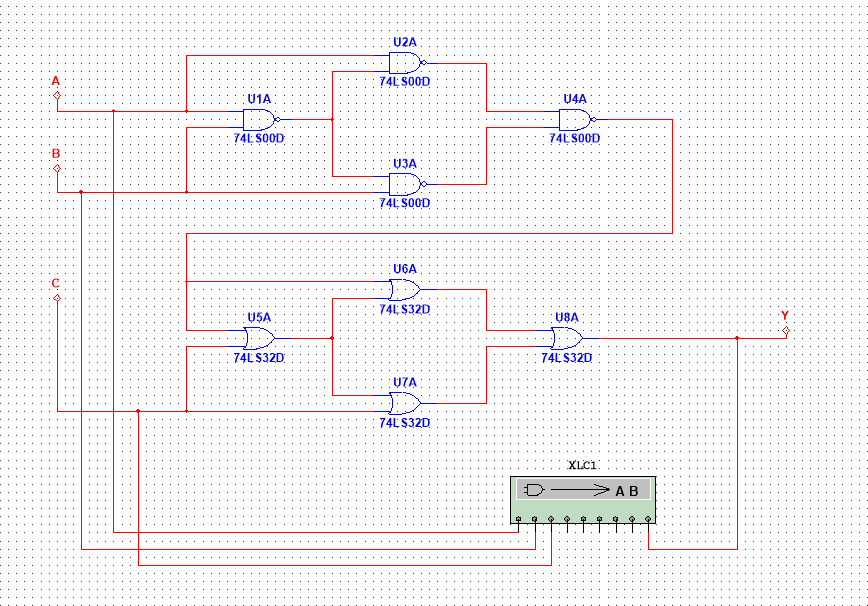 U2A
74LS00D
A
U1A
74LS00D
U4A
74LS00D
B
U3A
74LS00D
C
U6A
74LS32D
U5A
74LS32D
U8A
74LS32D
Y
U7A
74LS32D
XLC1
A B